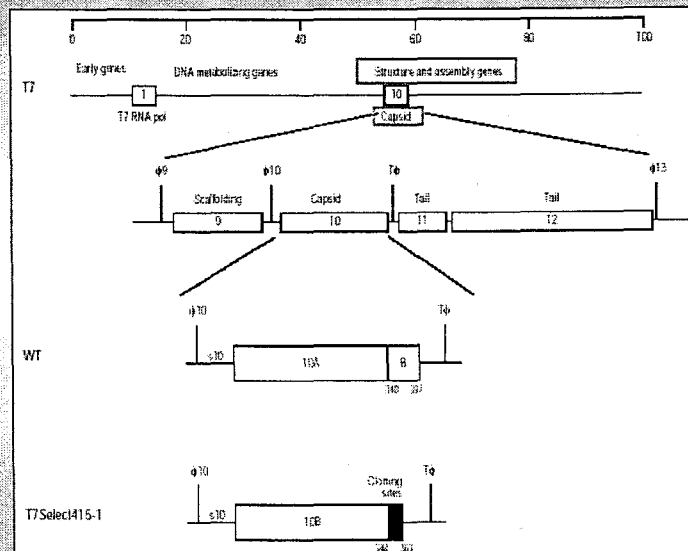 0 20 40 60 80 100
Early genes DNA metabolizing genes Structure and assembly genes
T7 1 10
T7 RNA pol Capsid
φ9 φ10 Tφ φ13
Scaffolding Capsid Tail Tail
9 10 11 12
φ10 Tφ
WT s10 10A B
φ10 Cloning sites Tφ
T7Select415-1 s10 10B